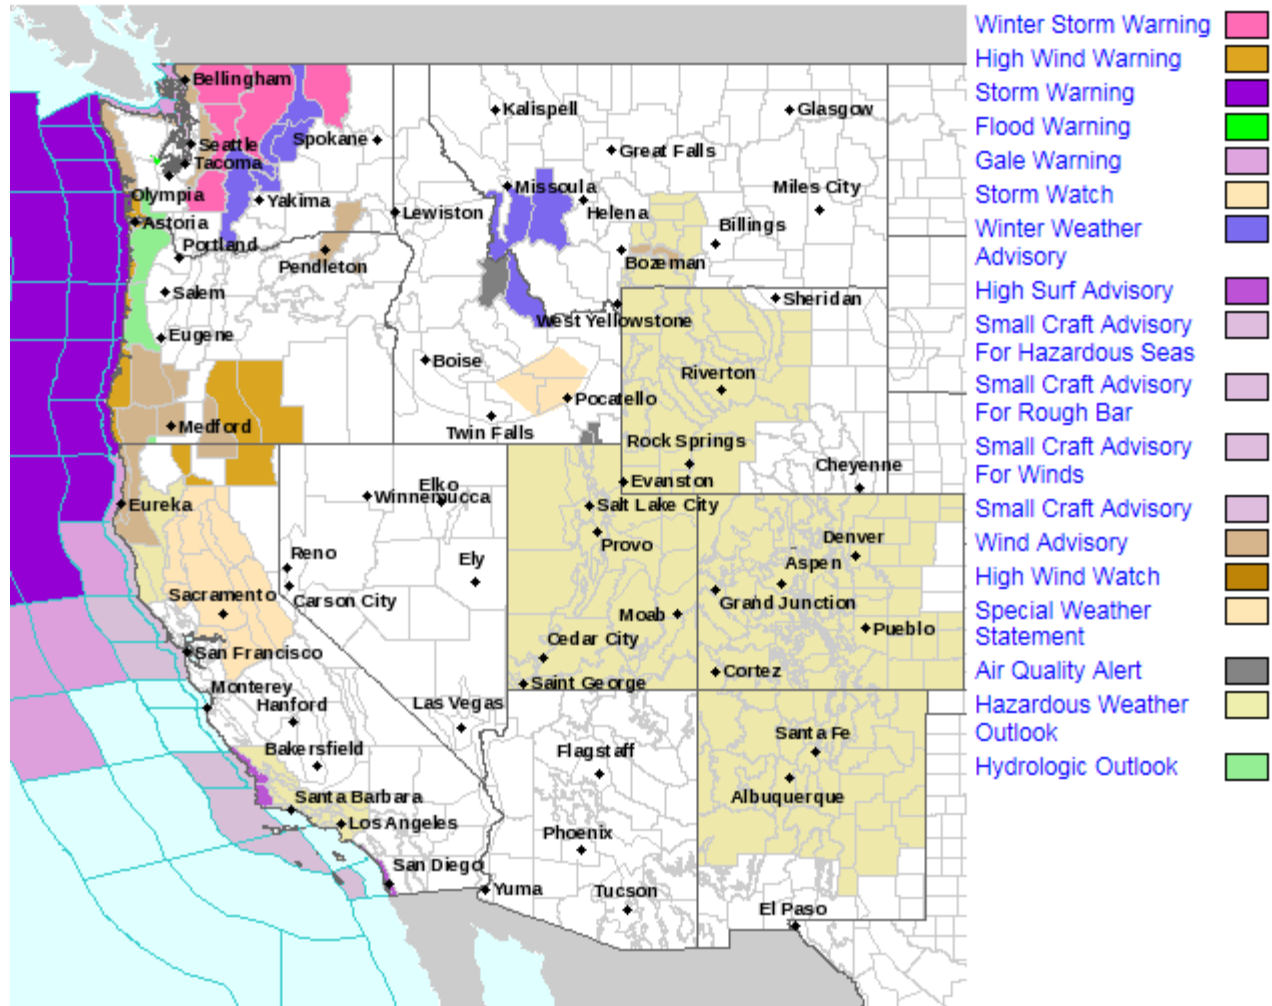 Winter Storm Warning
High Wind Warning
Storm Warning
Flood Warning
Gale Warning
Storm Watch
Winter Weather
Advisory
High Surf Advisory
Small Craft Advisory
For Hazardous Seas
Small Craft Advisory
For Rough Bar
Small Craft Advisory
For Winds
Small Craft Advisory
Wind Advisory
High Wind Watch
Special Weather
Statement
Air Quality Alert
Hazardous Weather
Outlook
Hydrologic Outlook
Bellingham
Kalispell
Glasgow
Seattle
Spokane
Great Falls
Tacoma
Olympia
Yakima
Missoula
Helena
Miles City
Astoria
Lewiston
Billings
Portland
Pendleton
Bozeman
Salem
Sheridan
Eugene
West Yellowstone
Boise
Riverton
Pocatello
Medford
Twin Falls
Rock Springs
Cheyenne
Evanston
Elko
Winnemucca
Eureka
Salt Lake City
Provo
Denver
Reno
Ely
Aspen
Sacramento
Carson City
Grand Junction
Moab
Pueblo
Cedar City
San Francisco
Cortez
Saint George
Monterey
Hanford
Las Vegas
Santa Fe
Bakersfield
Flagstaff
Albuquerque
Santa Barbara
Los Angeles
Phoenix
San Diego
Yuma
Tucson
El Paso